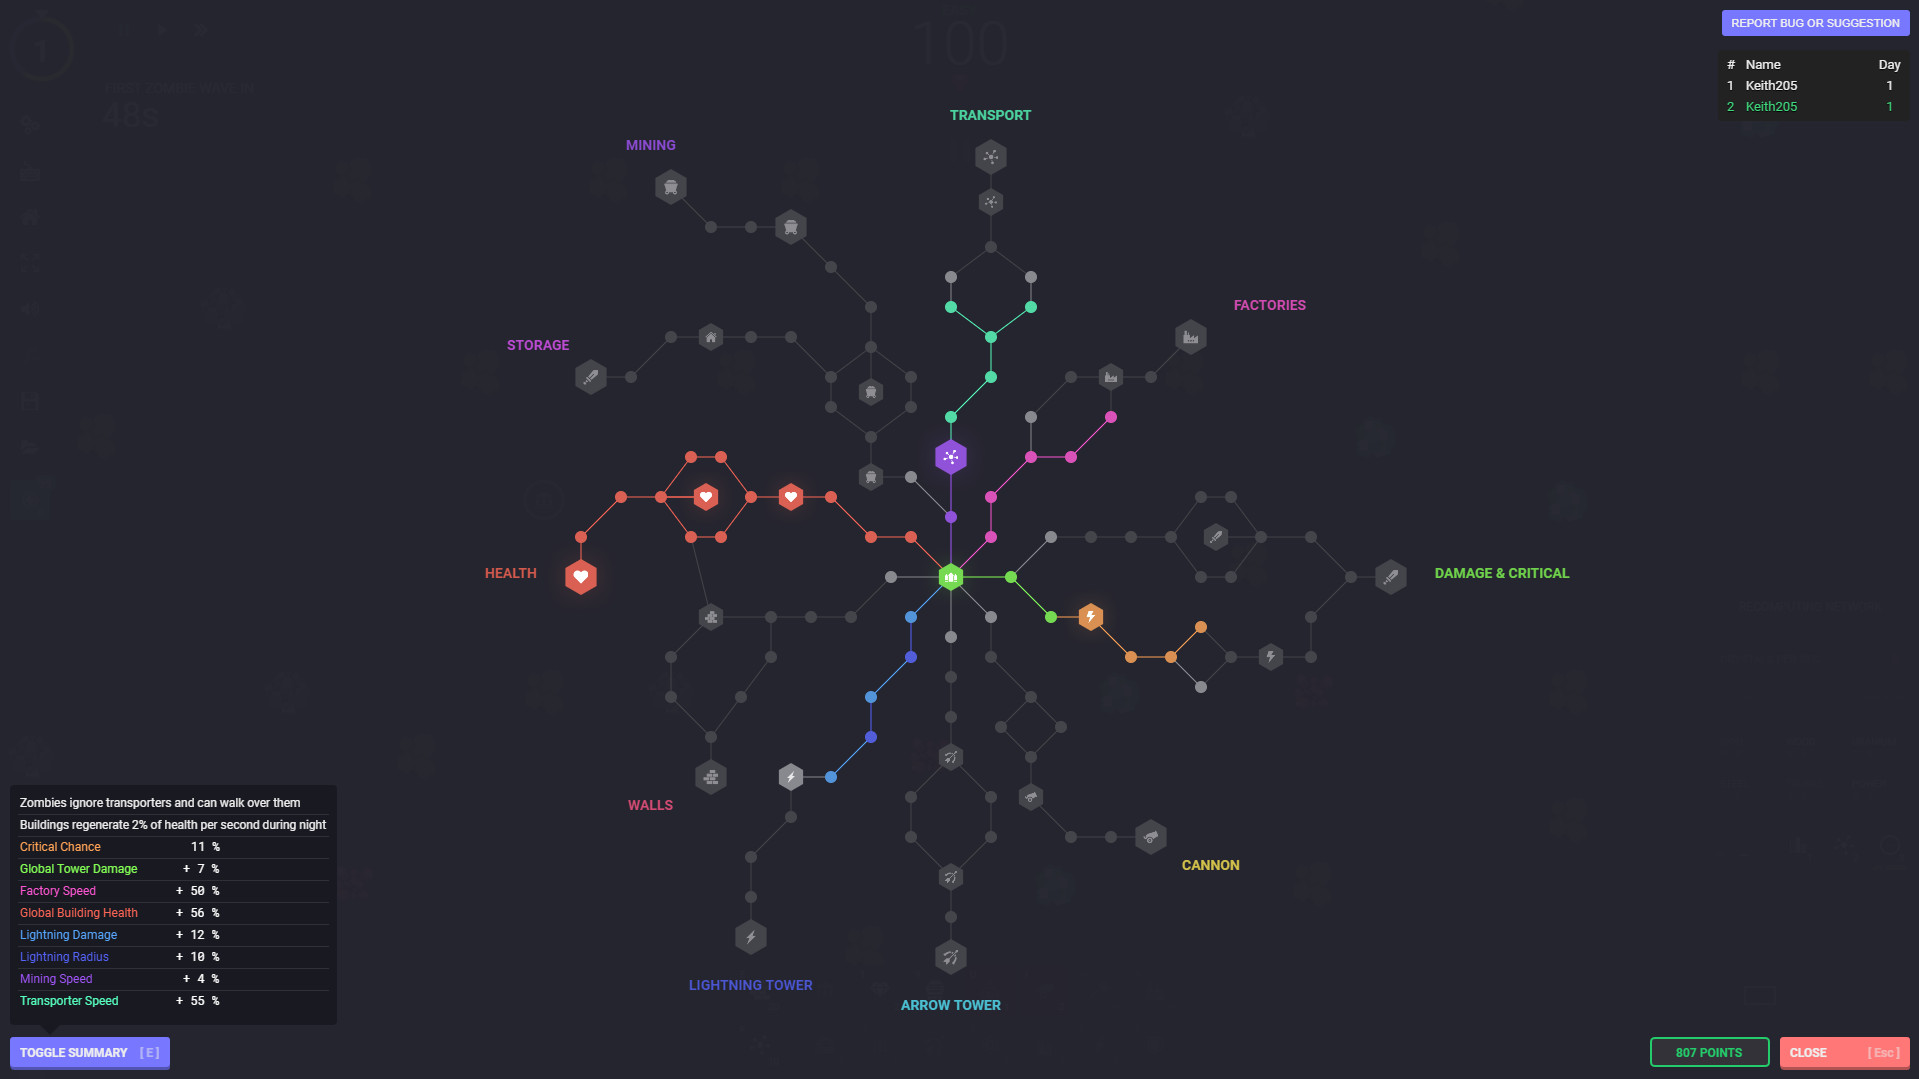 1
100
48s
REPORT BUG OR SUGGESTION
# Name Day
1 Keith205 1
2 Keith205 1
TRANSPORT
MINING
FACTORIES
STORAGE
HEALTH
DAMAGE & CRITICAL
WALLS
CANNON
LIGHTNING TOWER
ARROW TOWER
Zombies ignore transporters and can walk over them
Buildings regenerate 2% of health per second during night
Critical Chance 11 %
Global Tower Damage + 7 %
Factory Speed + 50 %
Global Building Health + 56 %
Lightning Damage + 12 %
Lightning Radius + 10 %
Mining Speed + 4 %
Transporter Speed + 55 %
TOGGLE SUMMARY [ E ]
807 POINTS
CLOSE [ Esc ]